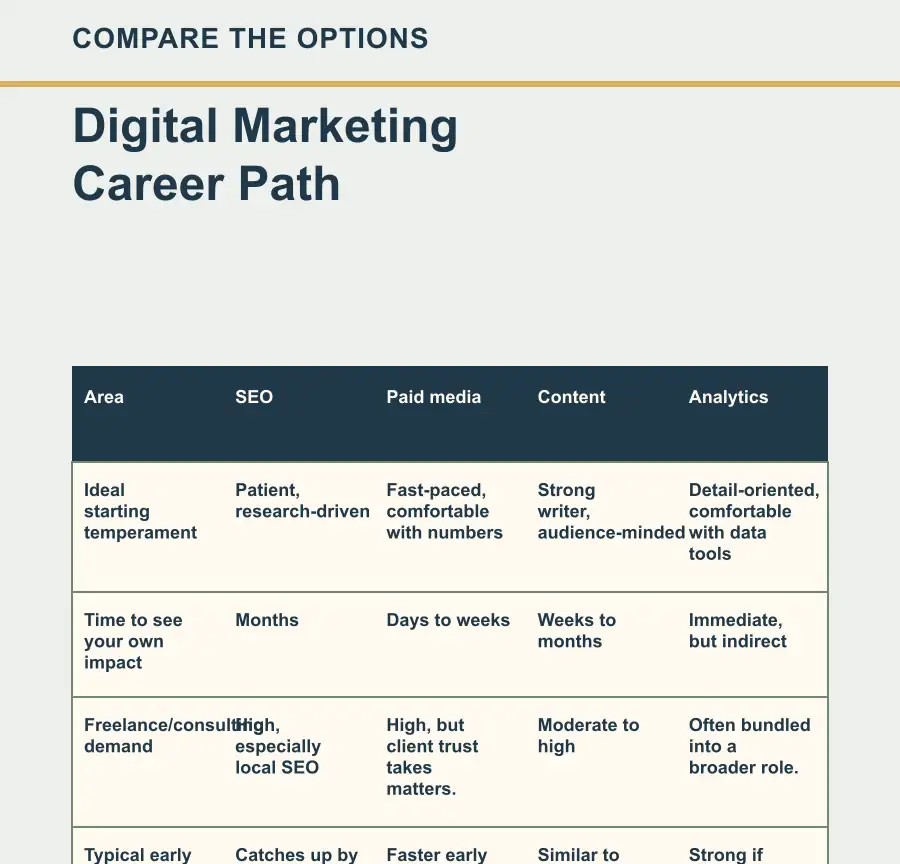 COMPARE THE OPTIONS
Digital Marketing
Career Path
Area
SEO
Paid media
Content
Analytics
Ideal
starting
temperament
Patient,
research-driven
Fast-paced,
comfortable
with numbers
Strong
writer,
audience-minded
Detail-oriented,
comfortable
with data
tools
Time to see
your own
impact
Months
Days to weeks
Weeks to
months
Immediate,
but indirect
Freelance/consulting
demand
High,
especially
local SEO
High, but
client trust
takes
matters.
Moderate to
high
Often bundled
into a
broader role.
Typical early
Catches up by
Faster early
Similar to
Strong if